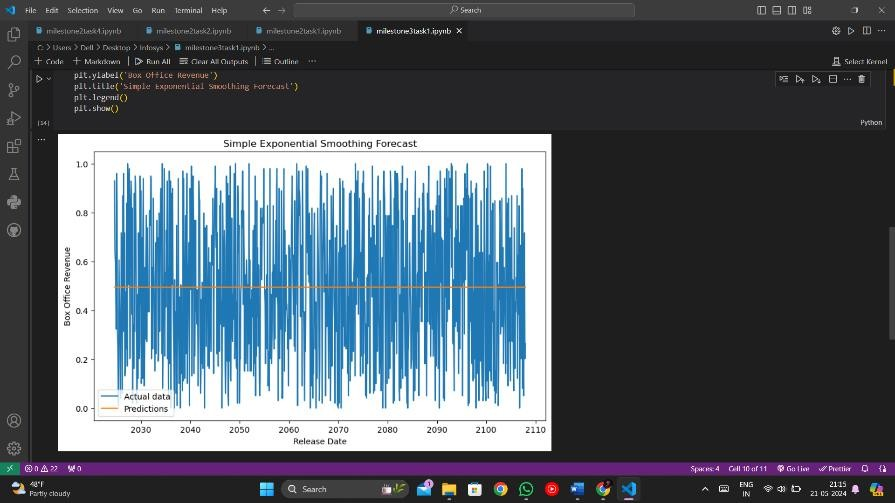 File Edit Selection View Go Run Terminal Help
Search
milestone2task4.ipynb milestone2task2.ipynb milestone2task1.ipynb milestone3task1.ipynb
C: > Users > Dell > Desktop > Infosys > milestone3task1.ipynb > ...
+ Code + Markdown Run All Clear All Outputs Outline ... Select Kernel
plt.ylabel('Box Office Revenue')
plt.title('Simple Exponential Smoothing Forecast')
plt.legend()
plt.show()
[14] Python
Simple Exponential Smoothing Forecast
1.0
0.8
0.6
0.4
0.2
0.0
Box Office Revenue
Actual data
Predictions
2030 2040 2050 2060 2070 2080 2090 2100 2110
Release Date
0 22 0 Spaces: 4 Cell 10 of 11 Go Live Prettier
48°F
Partly cloudy
Search
1
ENG
IN
21:15
21-05-2024